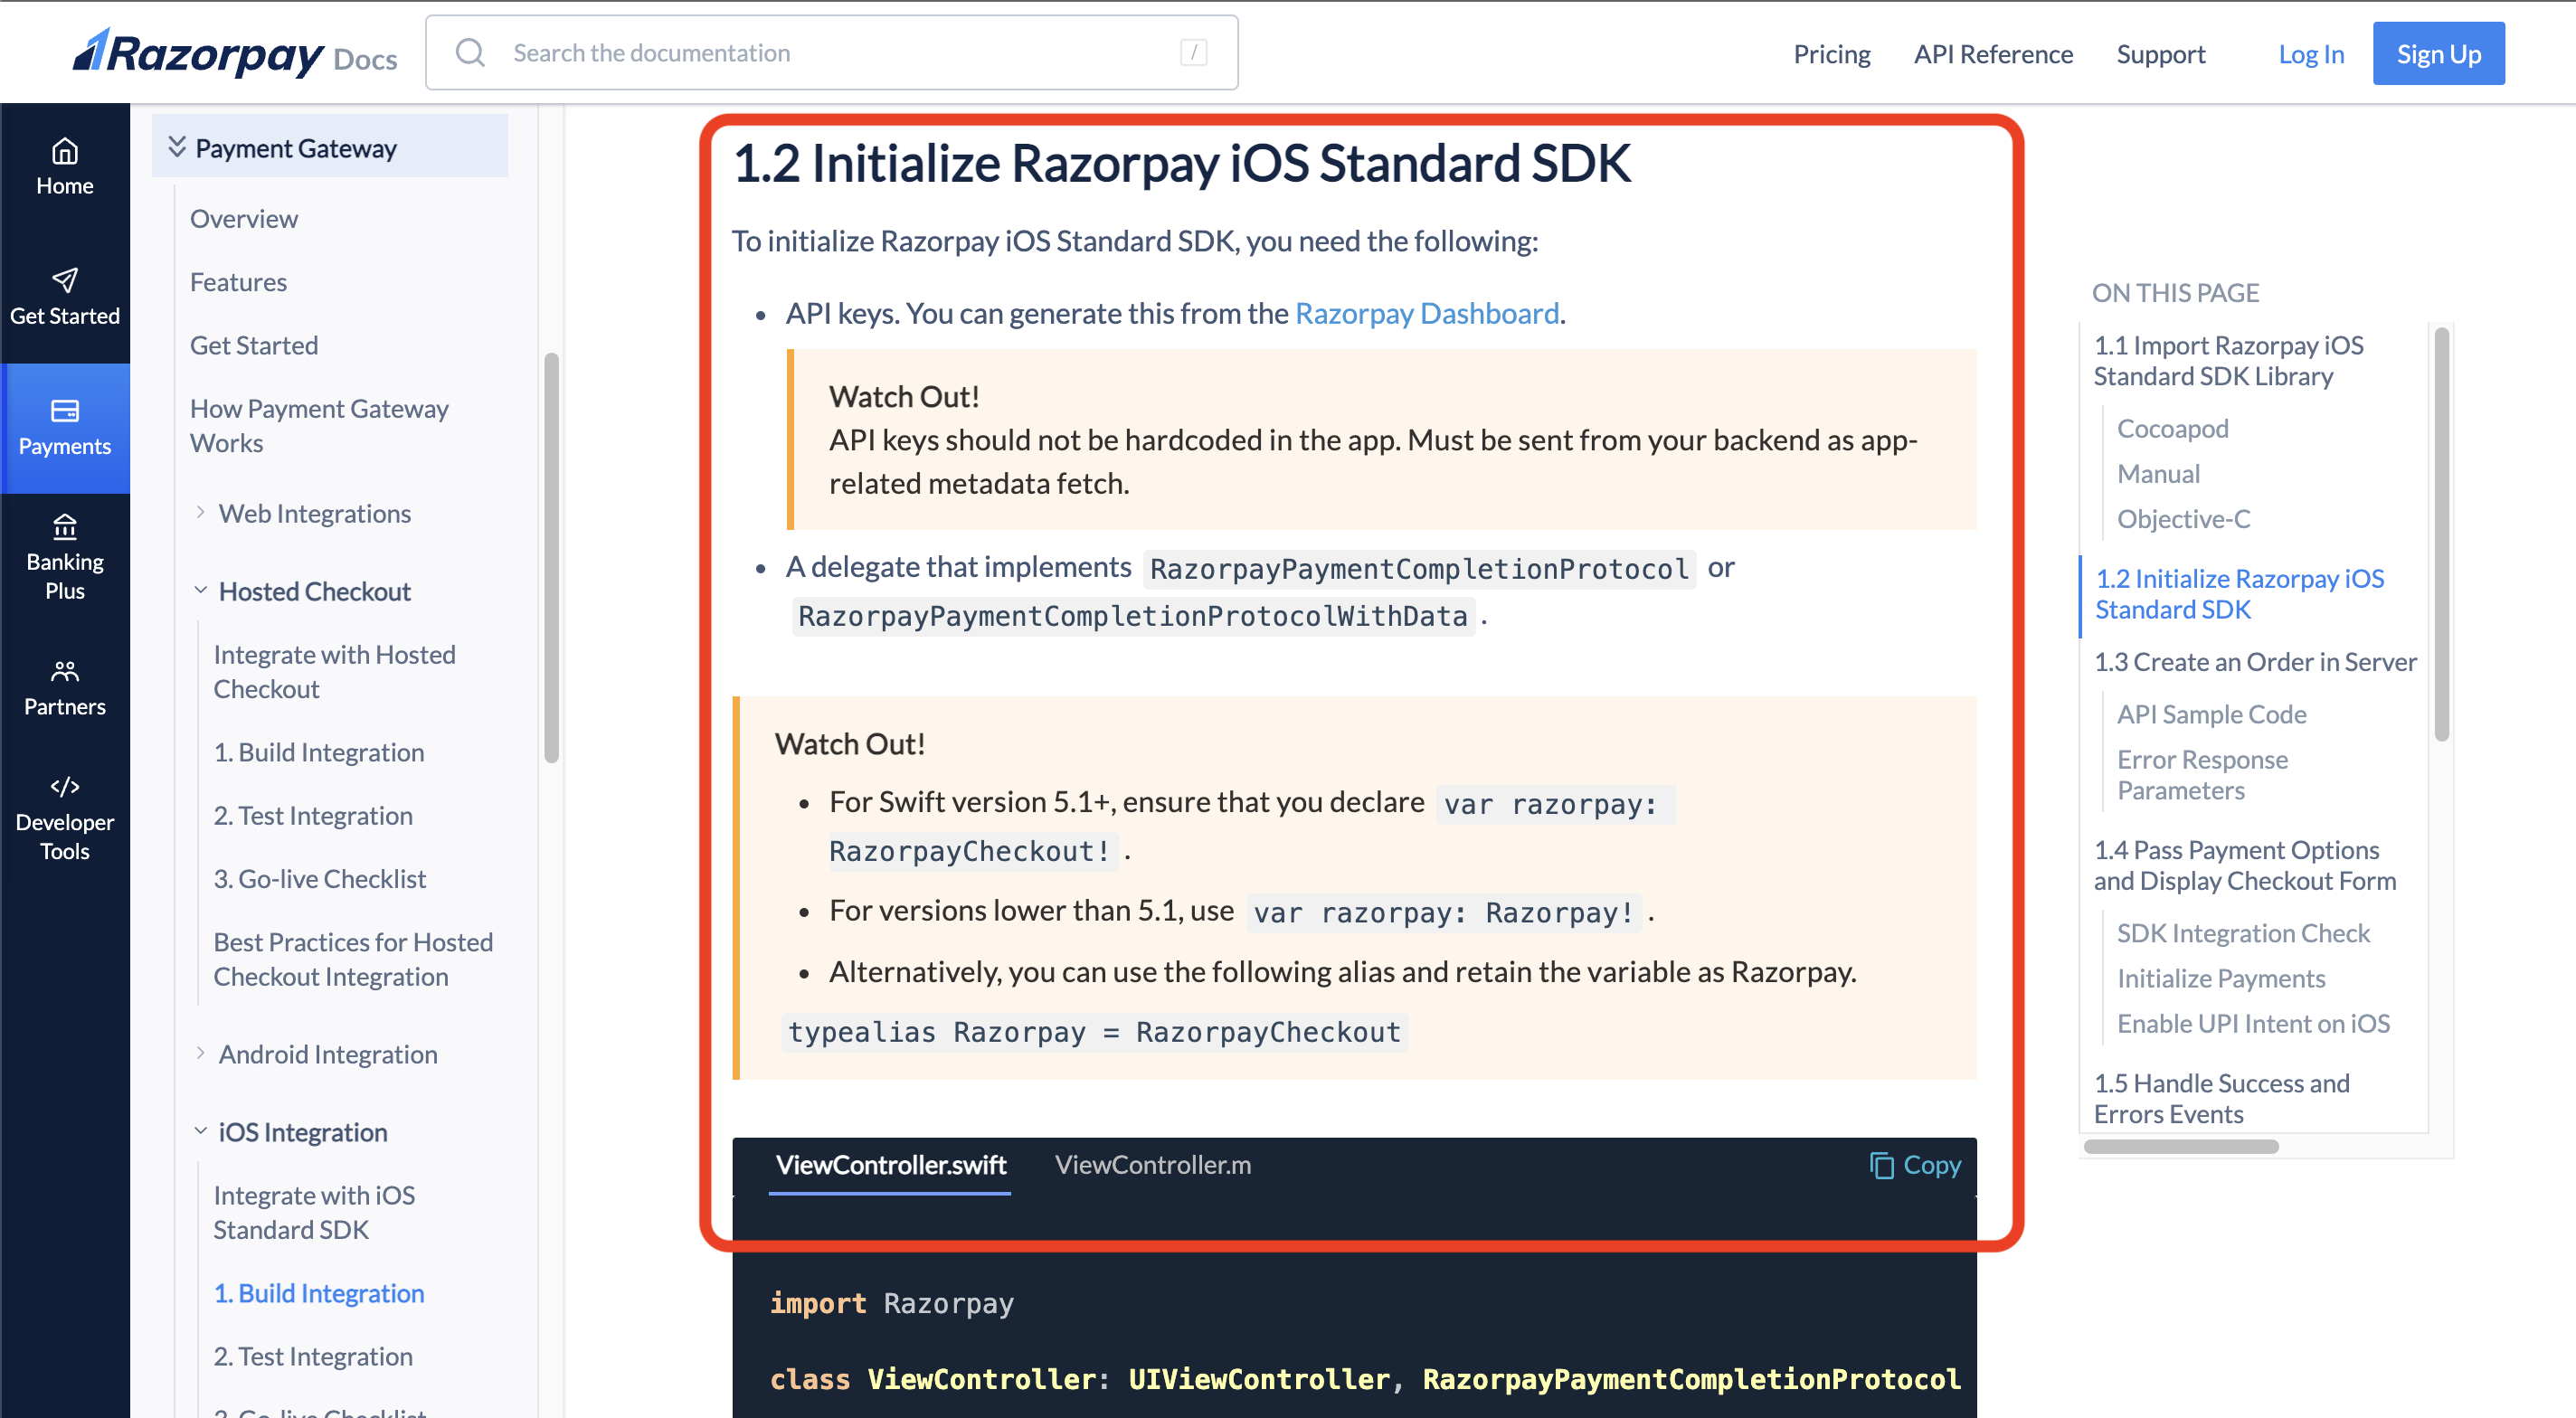 Razorpay Docs
Search the documentation
/
Pricing
API Reference
Support
Log In
Sign Up
Home
Get Started
Payments
Banking
Plus
Partners
Developer
Tools
Payment Gateway
Overview
Features
Get Started
How Payment Gateway
Works
Web Integrations
Hosted Checkout
Integrate with Hosted
Checkout
1. Build Integration
2. Test Integration
3. Go-live Checklist
Best Practices for Hosted
Checkout Integration
Android Integration
iOS Integration
Integrate with iOS
Standard SDK
1. Build Integration
2. Test Integration
3. Go-live Checklist
1.2 Initialize Razorpay iOS Standard SDK
To initialize Razorpay iOS Standard SDK, you need the following:
• API keys. You can generate this from the Razorpay Dashboard.
Watch Out!
API keys should not be hardcoded in the app. Must be sent from your backend as app-
related metadata fetch.
• A delegate that implements RazorpayPaymentCompletionProtocol or
RazorpayPaymentCompletionProtocolWithData .
Watch Out!
• For Swift version 5.1+, ensure that you declare var razorpay:
RazorpayCheckout! .
• For versions lower than 5.1, use var razorpay: Razorpay! .
• Alternatively, you can use the following alias and retain the variable as Razorpay.
typealias Razorpay = RazorpayCheckout
ViewController.swift
ViewController.m
Copy
import Razorpay
class ViewController: UIViewController, RazorpayPaymentCompletionProtocol
ON THIS PAGE
1.1 Import Razorpay iOS
Standard SDK Library
Cocoapod
Manual
Objective-C
1.2 Initialize Razorpay iOS
Standard SDK
1.3 Create an Order in Server
API Sample Code
Error Response
Parameters
1.4 Pass Payment Options
and Display Checkout Form
SDK Integration Check
Initialize Payments
Enable UPI Intent on iOS
1.5 Handle Success and
Errors Events